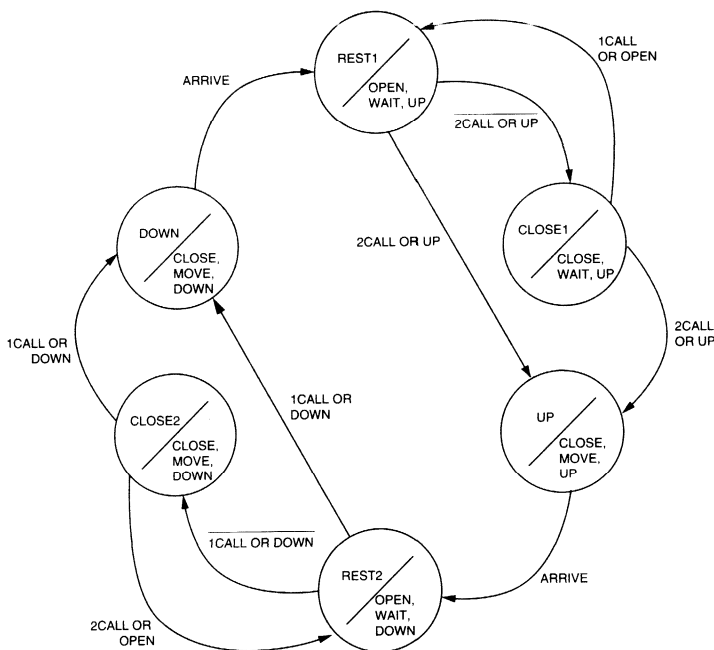 REST1
OPEN,
WAIT, UP
1CALL
OR OPEN
ARRIVE
2CALL OR UP
DOWN
CLOSE,
MOVE,
DOWN
2CALL OR UP
CLOSE1
CLOSE,
WAIT, UP
1CALL OR
DOWN
2CALL
OR UP
1CALL OR
DOWN
CLOSE2
CLOSE,
MOVE,
DOWN
UP
CLOSE,
MOVE,
UP
1CALL OR DOWN
REST2
OPEN,
WAIT,
DOWN
ARRIVE
2CALL OR
OPEN